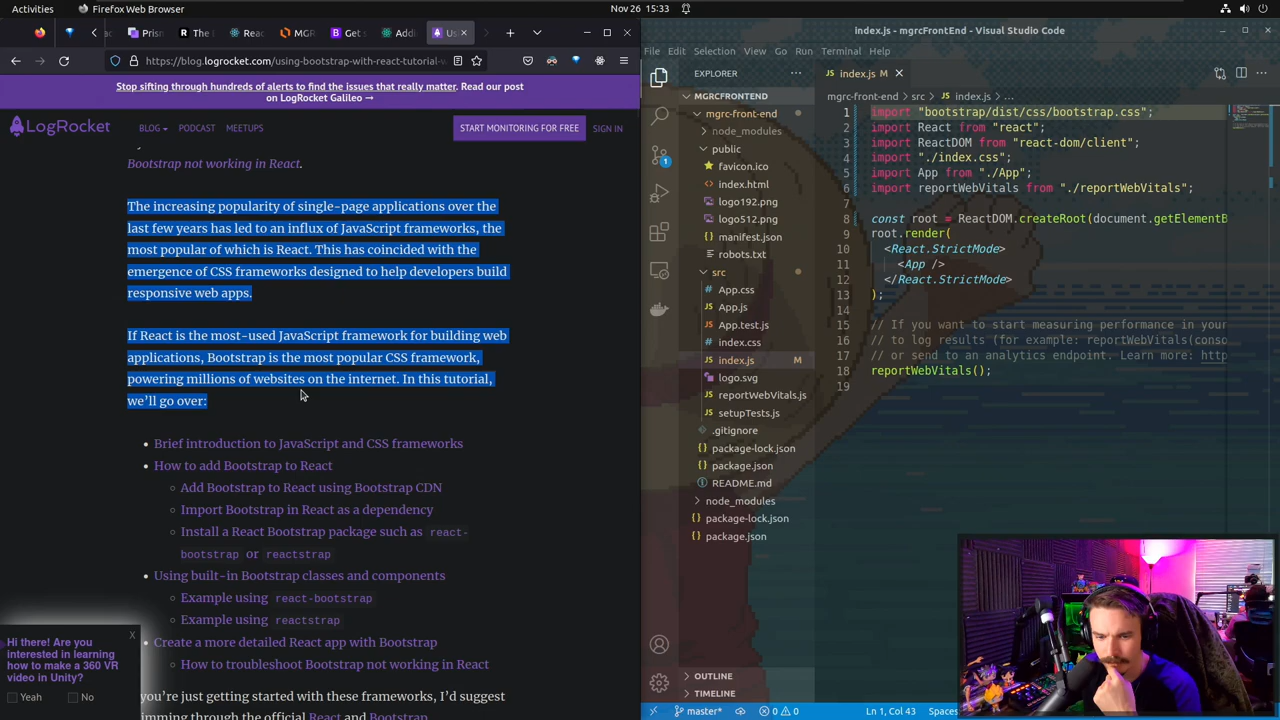 Activities
Firefox Web Browser
Nov 26 15:33
Prism
R The
Rea
MGR
Get s
Addi
Us
https://blog.logrocket.com/using-bootstrap-with-react-tutorial-
Stop sifting through hundreds of alerts to find the issues that really matter. Read our post
on LogRocket Galileo →
LogRocket
BLOG
PODCAST
MEETUPS
START MONITORING FOR FREE
SIGN IN
Bootstrap not working in React.
The increasing popularity of single-page applications over the
last few years has led to an influx of JavaScript frameworks, the
most popular of which is React. This has coincided with the
emergence of CSS frameworks designed to help developers build
responsive web apps.
If React is the most-used JavaScript framework for building web
applications, Bootstrap is the most popular CSS framework,
powering millions of websites on the internet. In this tutorial,
we'll go over:
• Brief introduction to JavaScript and CSS frameworks
• How to add Bootstrap to React
◦ Add Bootstrap to React using Bootstrap CDN
◦ Import Bootstrap in React as a dependency
◦ Install a React Bootstrap package such as react-
bootstrap or reactstrap
• Using built-in Bootstrap classes and components
◦ Example using react-bootstrap
◦ Example using reactstrap
• Create a more detailed React app with Bootstrap
◦ How to troubleshoot Bootstrap not working in React
you're just getting started with these frameworks, I'd suggest
imming through the official React and Bootstrap
Hi there! Are you
interested in learning
how to make a 360 VR
video in Unity?
X
Yeah
No
index.js - mgrcFrontEnd - Visual Studio Code
File Edit Selection View Go Run Terminal Help
EXPLORER
MGRCFRONTEND
mgrc-front-end
node_modules
public
favicon.ico
index.html
logo192.png
logo512.png
manifest.json
robots.txt
src
App.css
App.js
App.test.js
index.css
index.js M
logo.svg
reportWebVitals.js
setupTests.js
.gitignore
package-lock.json
package.json
README.md
node_modules
package-lock.json
package.json
OUTLINE
TIMELINE
1
index.js M
mgrc-front-end > src > index.js > ...
1 import "bootstrap/dist/css/bootstrap.css";
2 import React from "react";
3 import ReactDOM from "react-dom/client";
4 import "./index.css";
5 import App from "./App";
6 import reportWebVitals from "./reportWebVitals";
7
8 const root = ReactDOM.createRoot(document.getElementB
9 root.render(
10 <React.StrictMode>
11 <App />
12 </React.StrictMode>
13 );
14
15 // If you want to start measuring performance in your
16 // to log results (for example: reportWebVitals(conso
17 // or send to an analytics endpoint. Learn more: http
18 reportWebVitals();
19
master*
0 0
0
Ln 1, Col 43
Spaces